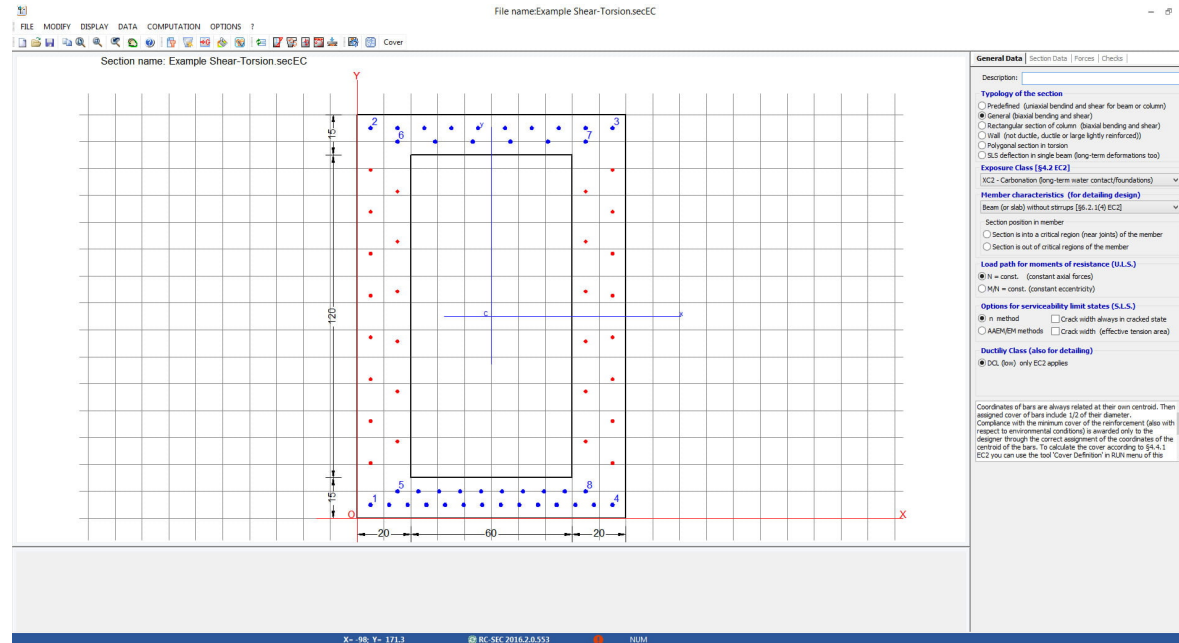 File name:Example Shear-Torsion.secEC
FILE MODIFY DISPLAY DATA COMPUTATION OPTIONS ?
Cover
Section name: Example Shear-Torsion.secEC
Y
2
3
y
6
7
15
120
C
x
5
8
1
4
15
O
X
20
60
20
General Data Section Data Forces Checks
Description:
Typology of the section
Predefined (uniaxial bendind and shear for beam or column)
General (biaxial bending and shear)
Rectangular section of column (biaxial bending and shear)
Wall (not ductile, ductile or large lightly reinforced))
Polygonal section in torsion
SLS deflection in single beam (long-term deformations too)
Exposure Class [§4.2 EC2]
XC2 - Carbonation (long-term water contact/foundations)
Member characteristics (for detailing design)
Beam (or slab) without stirrups [§6.2.1(4) EC2]
Section position in member
Section is into a critical region (near joints) of the member
Section is out of critical regions of the member
Load path for moments of resistance (U.L.S.)
N = const. (constant axial forces)
M/N = const. (constant eccentricity)
Options for serviceability limit states (S.L.S.)
n method Crack width always in cracked state
AAEM/EM methods Crack width (effective tension area)
Ductiliy Class (also for detailing)
DCL (low) only EC2 applies
Coordinates of bars are always related at their own centroid. Then
assigned cover of bars include 1/2 of their diameter.
Compliance with the minimum cover of the reinforcement (also with
respect to environmental conditions) is awarded only to the
designer through the correct assignment of the coordinates of the
centroid of the bars. To calculate the cover according to §4.4.1
EC2 you can use the tool 'Cover Definition' in RUN menu of this
X= -98; Y= 171.3 RC-SEC 2016.2.0.553 NUM